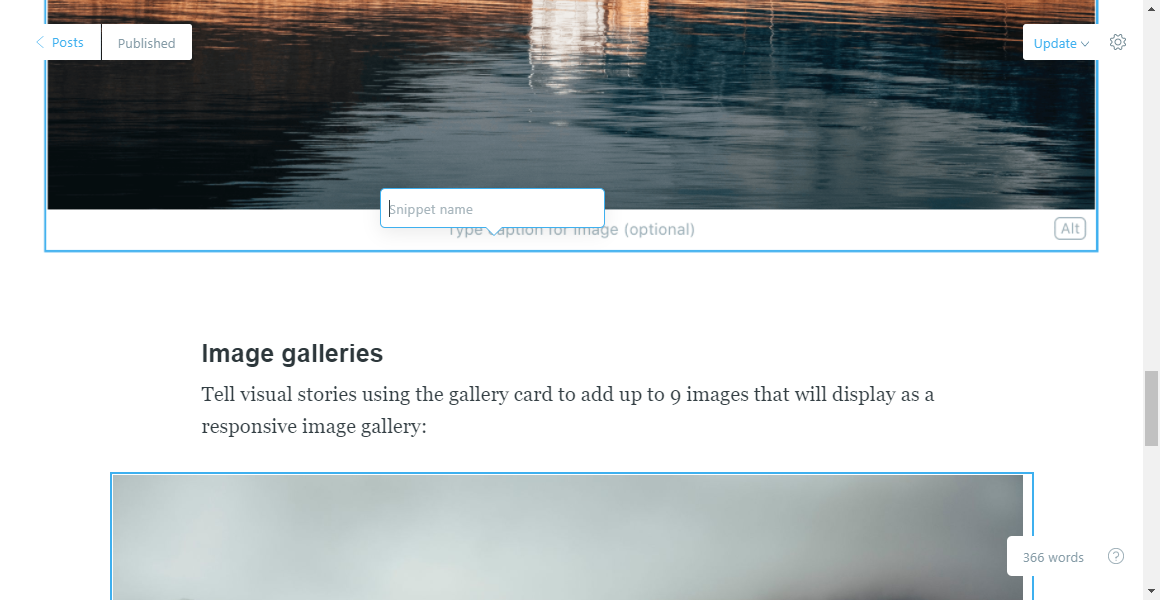 Posts
Published
Update
Snippet name
Type caption for image (optional)
Alt
Image galleries
Tell visual stories using the gallery card to add up to 9 images that will display as a
responsive image gallery:
366 words
?